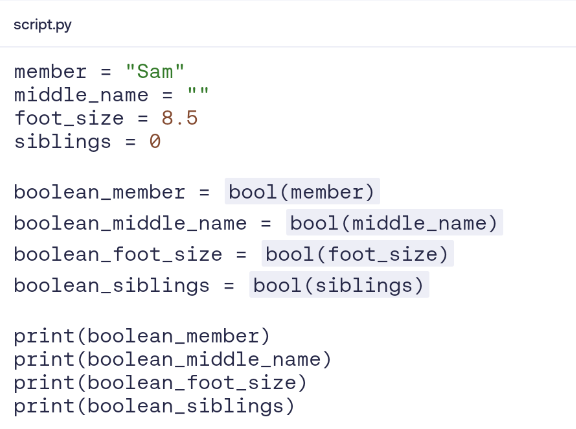 script.py
member = "Sam"
middle_name = ""
foot_size = 8.5
siblings = 0
boolean_member = bool(member)
boolean_middle_name = bool(middle_name)
boolean_foot_size = bool(foot_size)
boolean_siblings = bool(siblings)
print(boolean_member)
print(boolean_middle_name)
print(boolean_foot_size)
print(boolean_siblings)